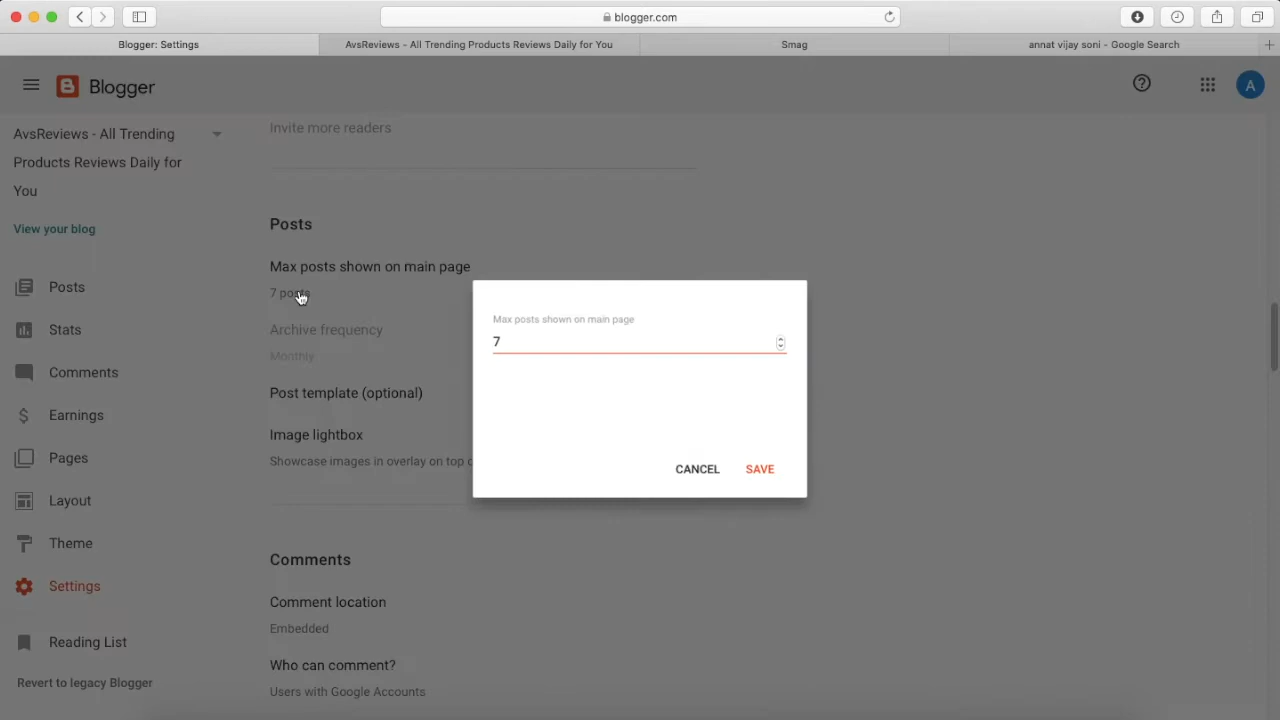 blogger.com
Blogger: Settings
AvsReviews - All Trending Products Reviews Daily for You
Smag
annat vijay soni - Google Search
Blogger
A
AvsReviews - All Trending
Products Reviews Daily for
You
View your blog
Posts
Stats
Comments
Earnings
Pages
Layout
Theme
Settings
Reading List
Revert to legacy Blogger
Invite more readers
Posts
Max posts shown on main page
7 posts
Archive frequency
Monthly
Post template (optional)
Image lightbox
Showcase images in overlay on top
Comments
Comment location
Embedded
Who can comment?
Users with Google Accounts
Max posts shown on main page
7
CANCEL
SAVE